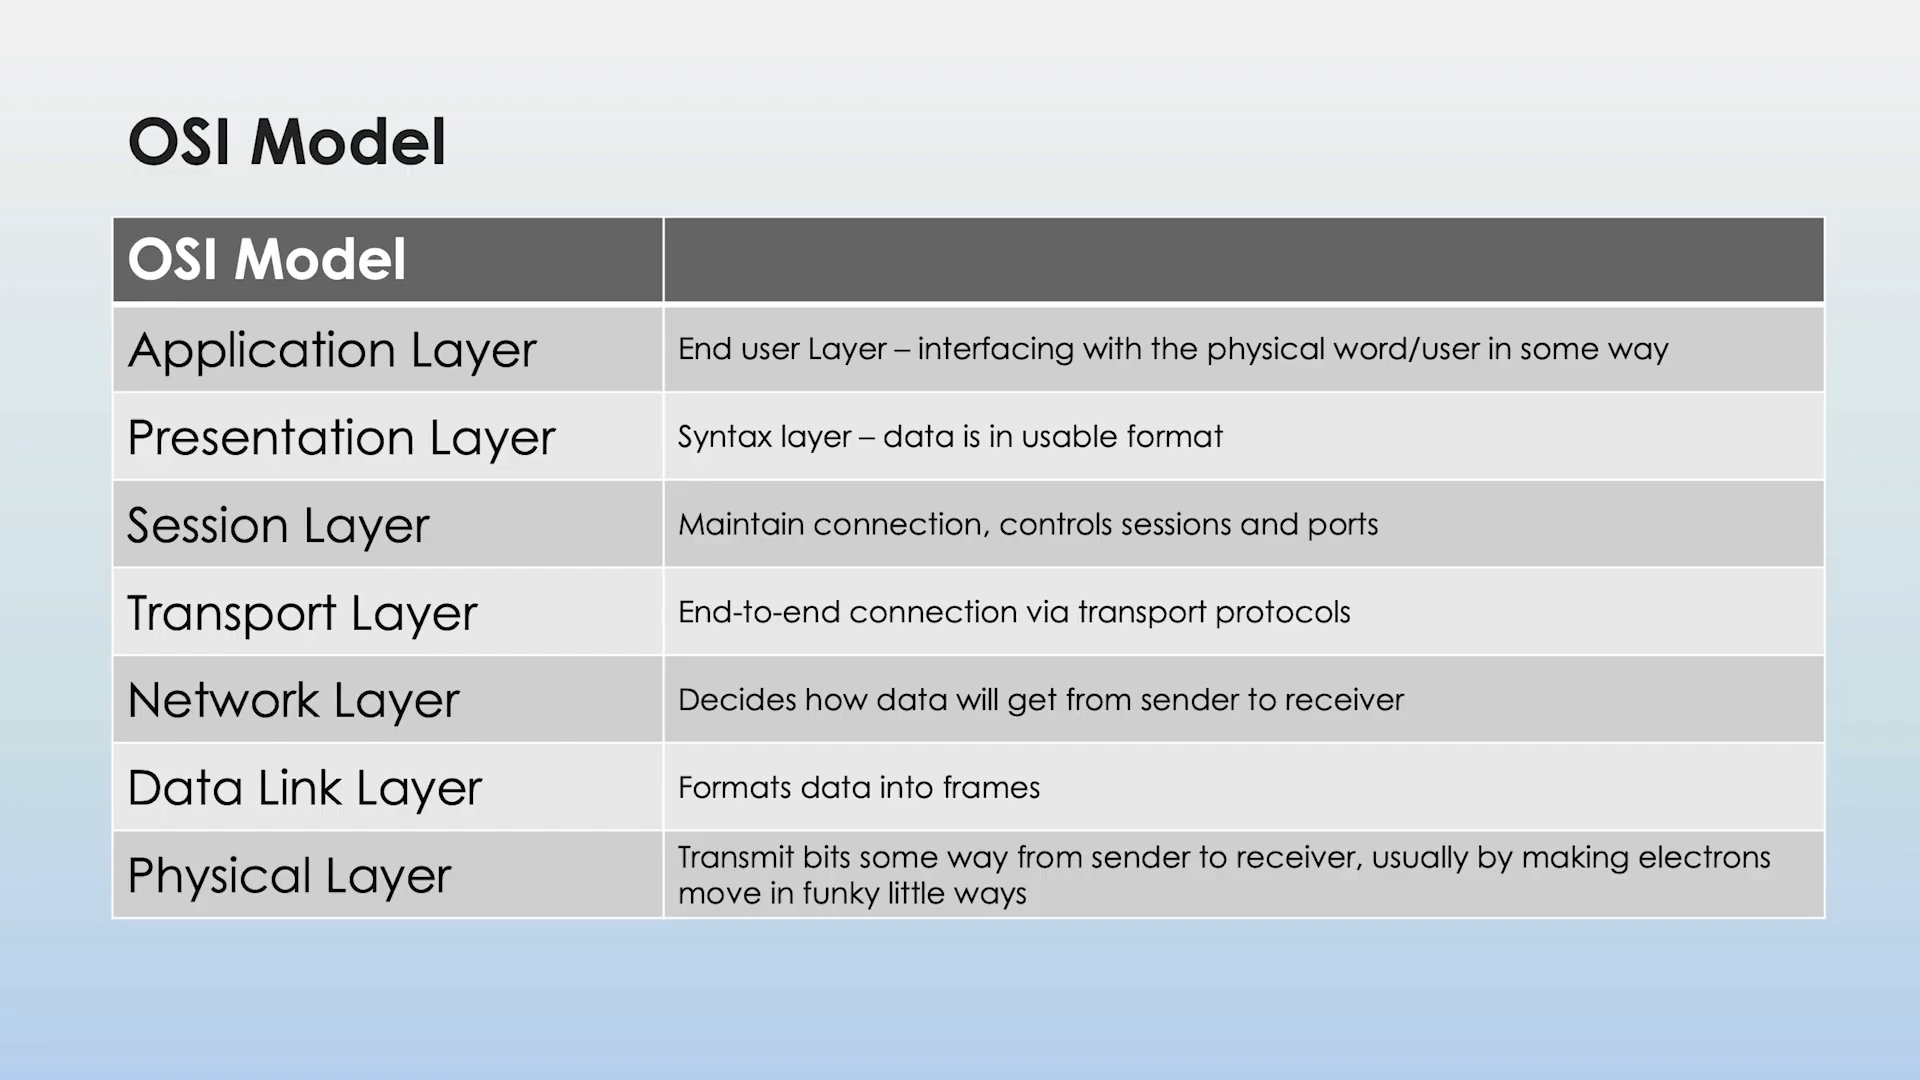 OSI Model
OSI Model
Application Layer
End user Layer – interfacing with the physical word/user in some way
Presentation Layer
Syntax layer – data is in usable format
Session Layer
Maintain connection, controls sessions and ports
Transport Layer
End-to-end connection via transport protocols
Network Layer
Decides how data will get from sender to receiver
Data Link Layer
Formats data into frames
Physical Layer
Transmit bits some way from sender to receiver, usually by making electrons
move in funky little ways